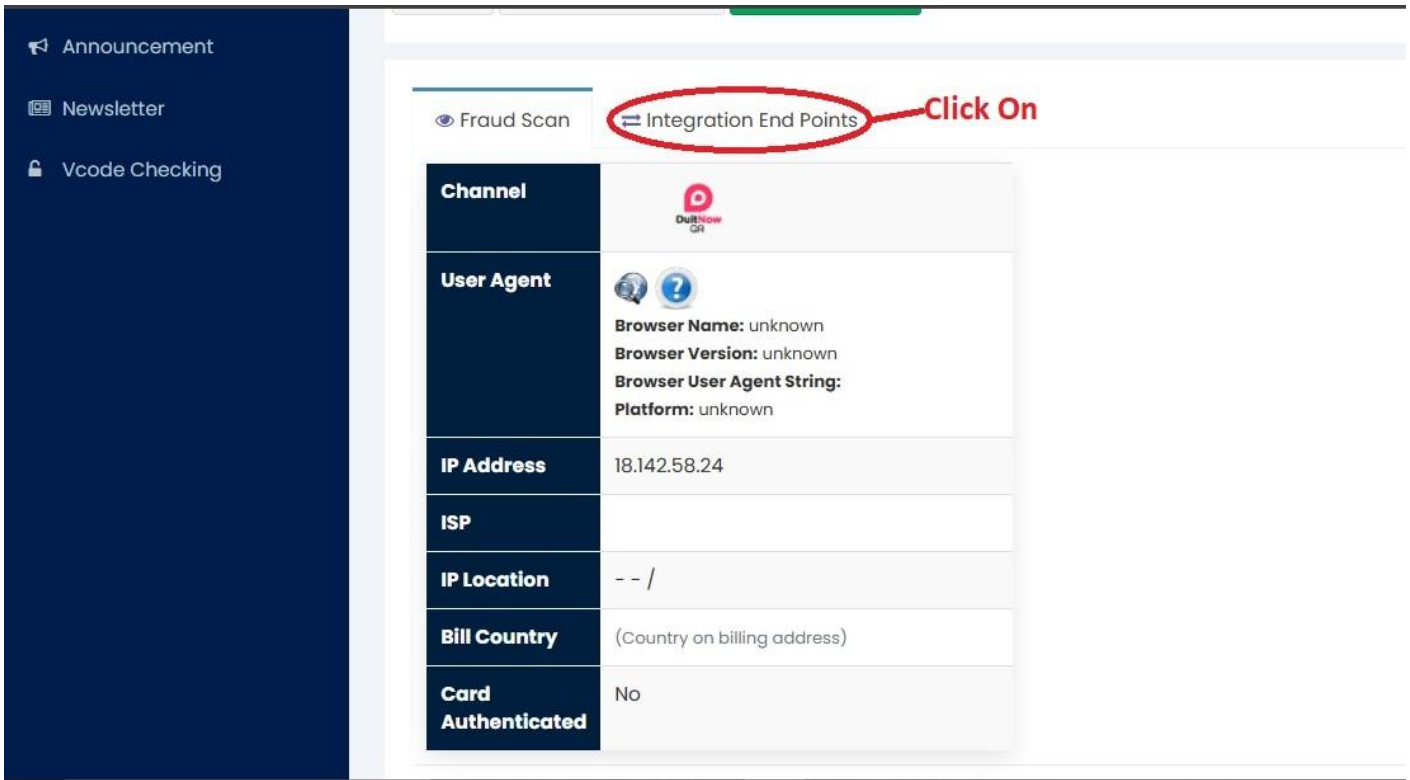 Announcement
Newsletter
Vcode Checking
Fraud Scan
Integration End Points
Click On
Channel
DuitNow
QR
User Agent
Browser Name: unknown
Browser Version: unknown
Browser User Agent String:
Platform: unknown
IP Address 18.142.58.24
ISP
IP Location - - /
Bill Country (Country on billing address)
Card No
Authenticated